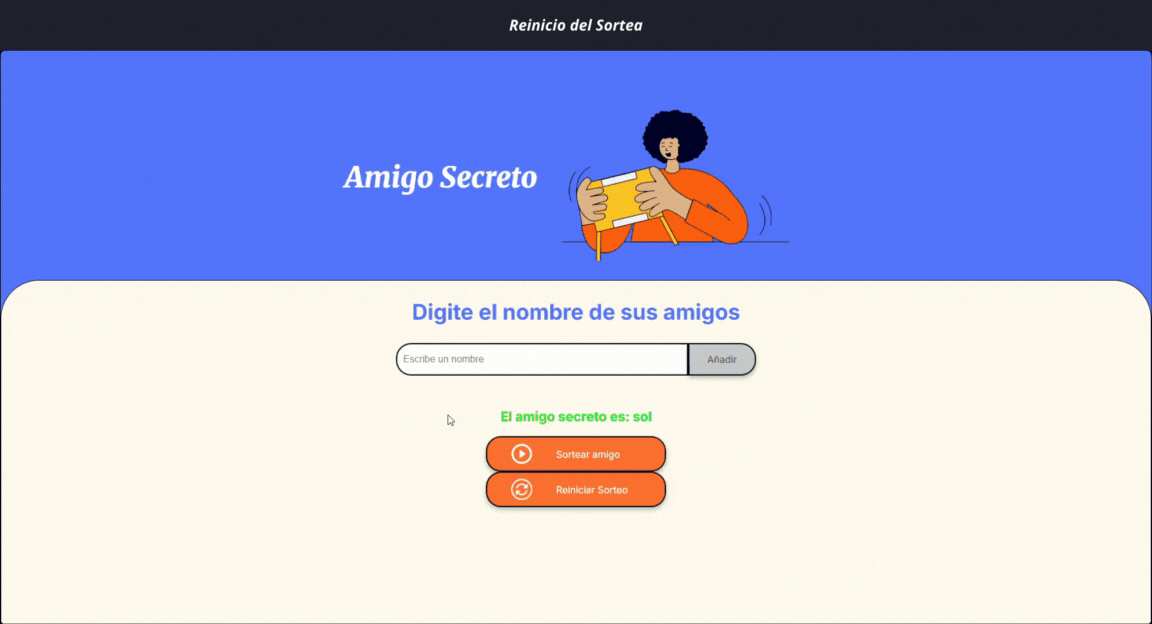 Reinicio del Sortea
Amigo Secreto
Digite el nombre de sus amigos
Escribe un nombre
Añadir
El amigo secreto es: sol
Sortear amigo
Reiniciar Sorteo